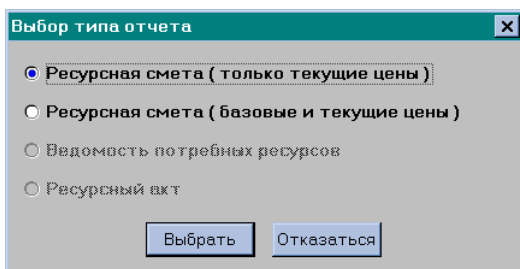 Выбор типа отчета
Ресурсная смета ( только текущие цены )
Ресурсная смета ( базовые и текущие цены )
Ведомость потребных ресурсов
Ресурсный акт
Выбрать Отказаться